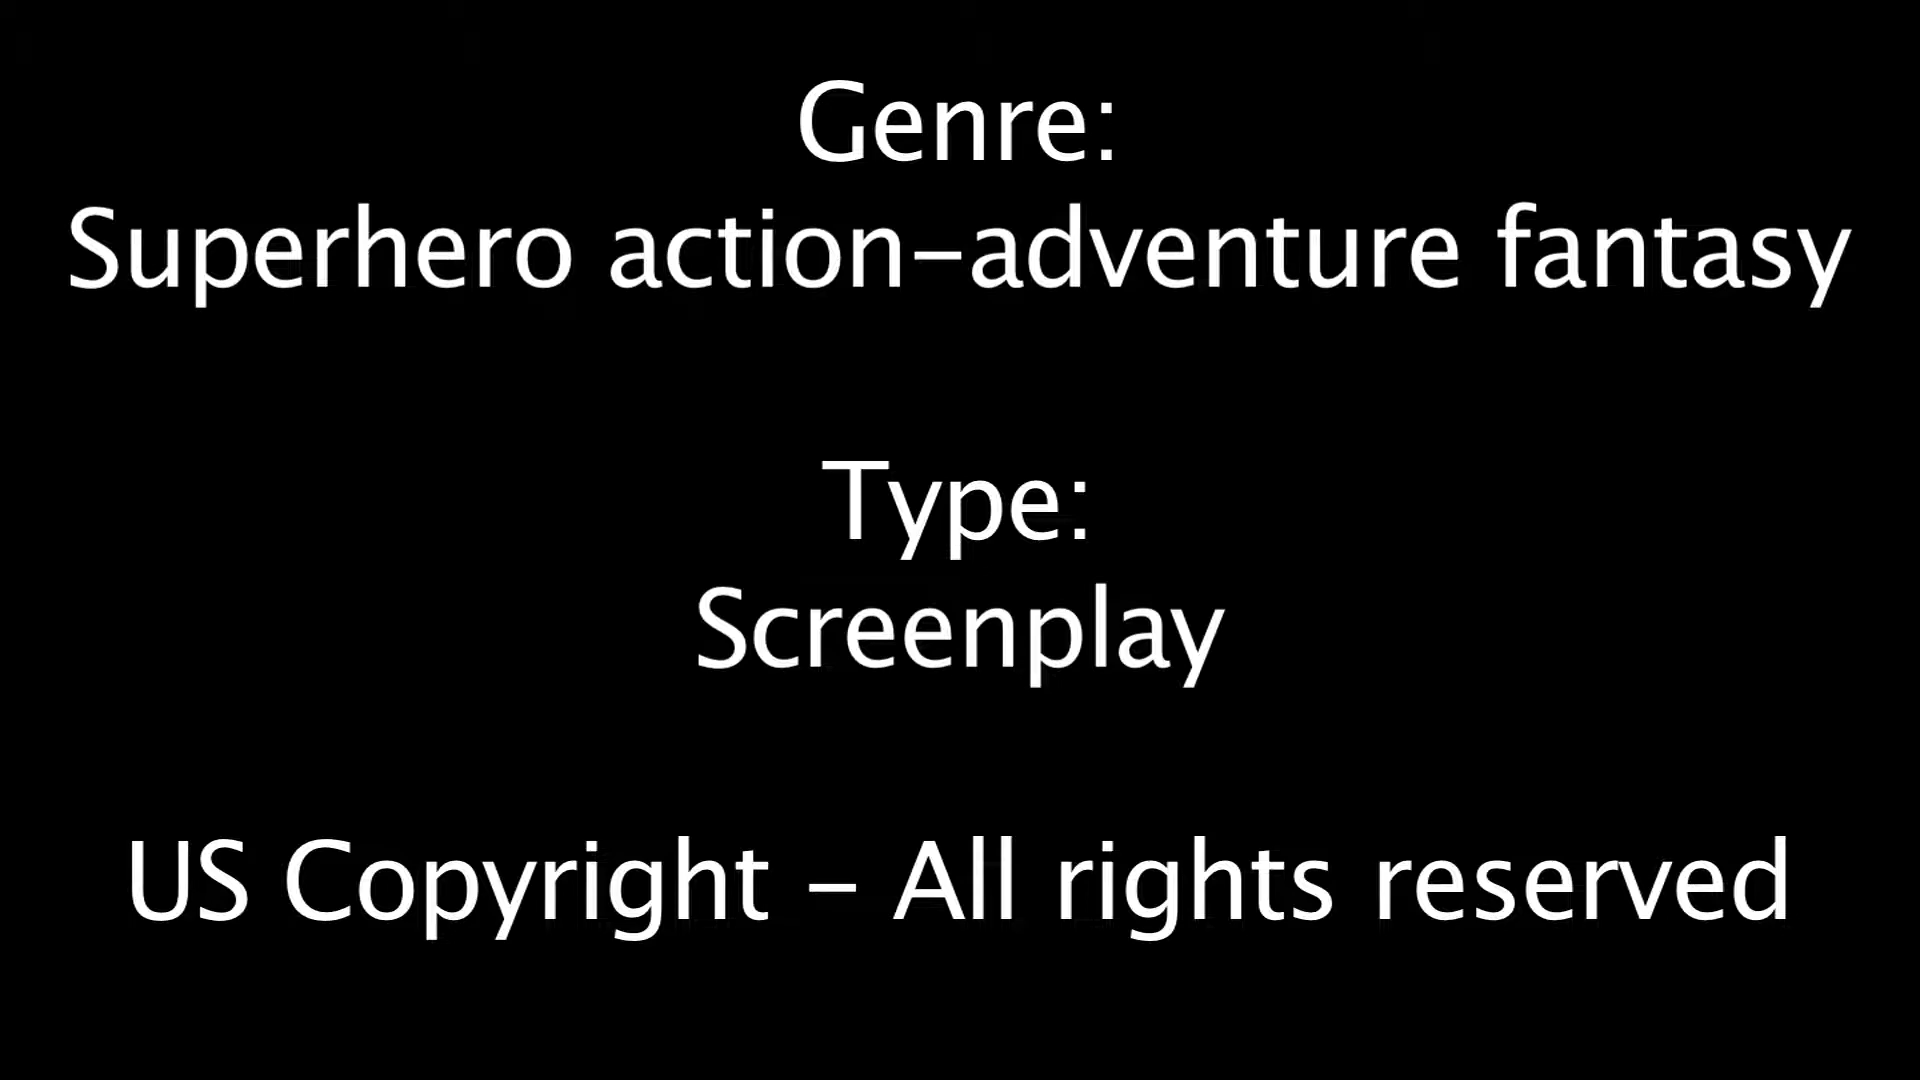 Genre:
Superhero action-adventure fantasy
Type:
Screenplay
US Copyright - All rights reserved